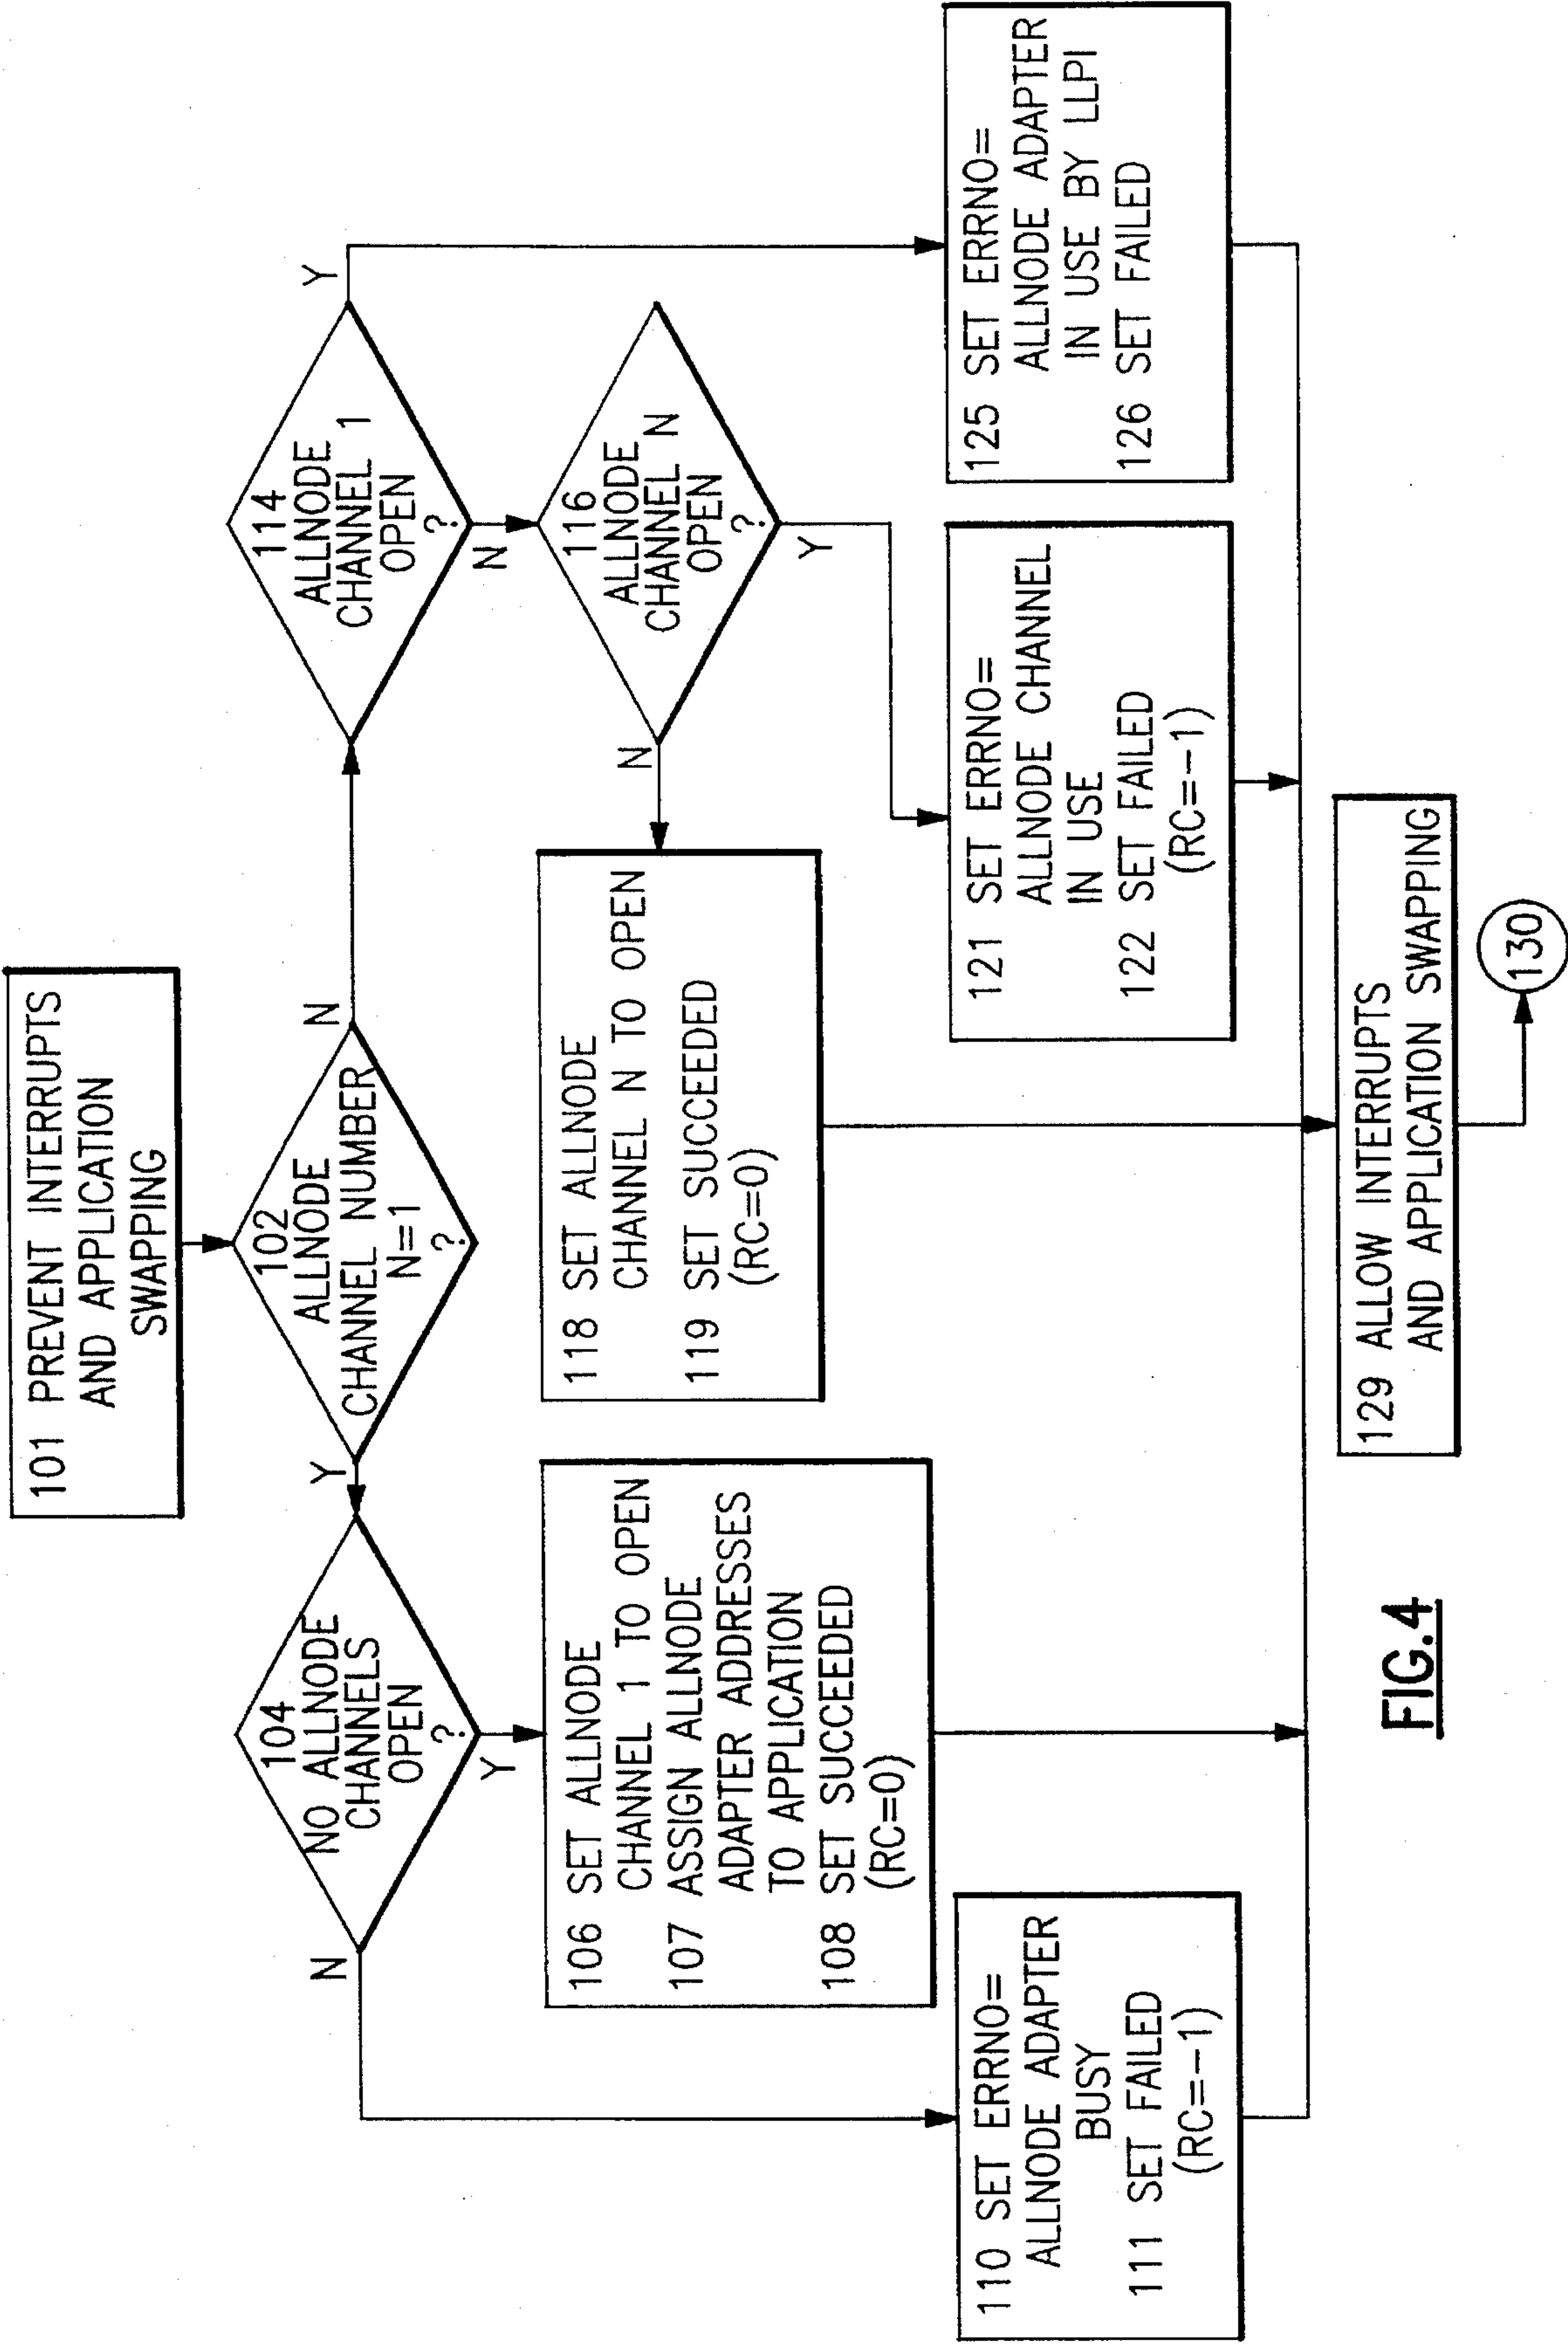 101 PREVENT INTERRUPTS
AND APPLICATION
SWAPPING
102
ALLNODE
CHANNEL NUMBER
N=1
?
Y
N
104
NO ALLNODE
CHANNELS
OPEN
?
N
Y
114
ALLNODE
CHANNEL 1
OPEN
?
Y
N
116
ALLNODE
CHANNEL N
OPEN
?
N
Y
106 SET ALLNODE
CHANNEL 1 TO OPEN
107 ASSIGN ALLNODE
ADAPTER ADDRESSES
TO APPLICATION
108 SET SUCCEEDED
(RC=0)
118 SET ALLNODE
CHANNEL N TO OPEN
119 SET SUCCEEDED
(RC=0)
110 SET ERRNO=
ALLNODE ADAPTER
BUSY
111 SET FAILED
(RC=-1)
121 SET ERRNO=
ALLNODE CHANNEL
IN USE
122 SET FAILED
(RC=-1)
125 SET ERRNO=
ALLNODE ADAPTER
IN USE BY LLPI
126 SET FAILED
129 ALLOW INTERRUPTS
AND APPLICATION SWAPPING
130
FIG.4